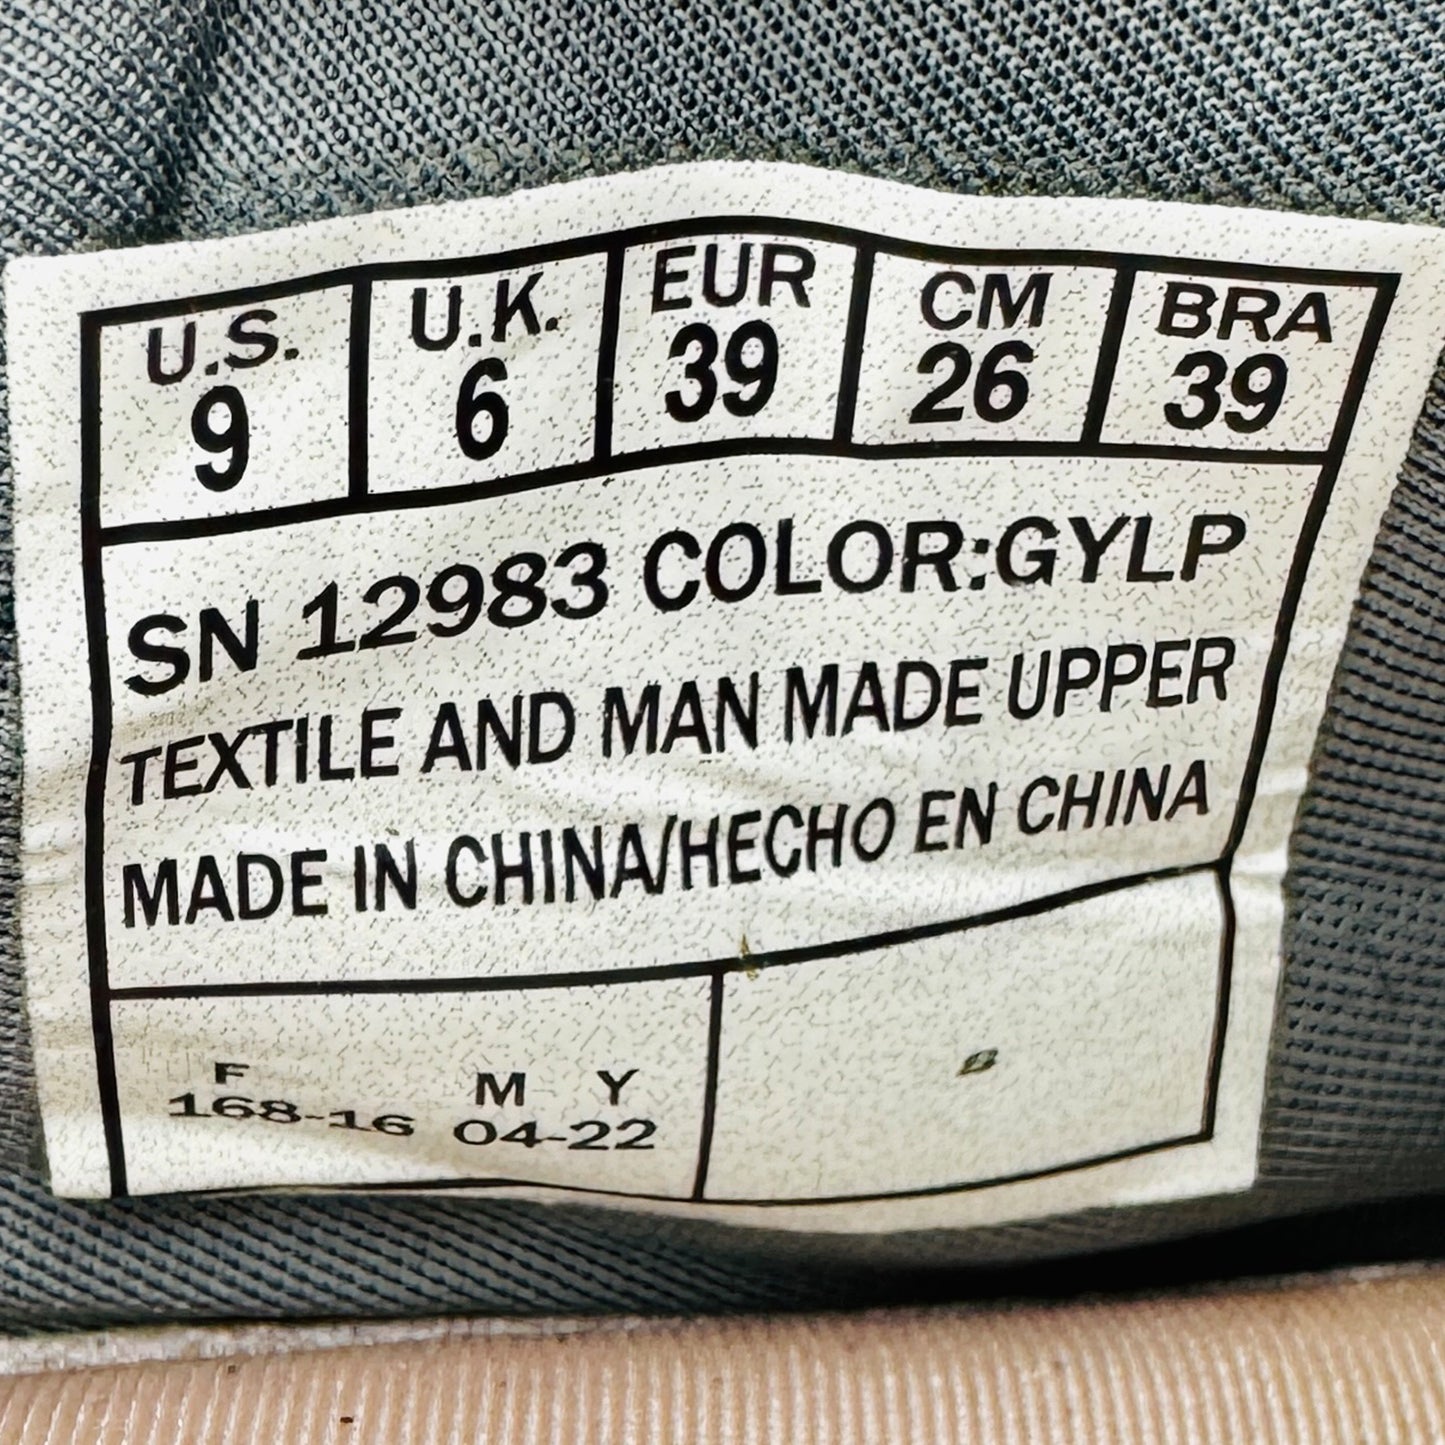 U.S. U.K. EUR CM BRA
9 6 39 26 39
SN 12983 COLOR:GYLP
TEXTILE AND MAN MADE UPPER
MADE IN CHINA/HECHO EN CHINA
F M Y
168-16 04-22